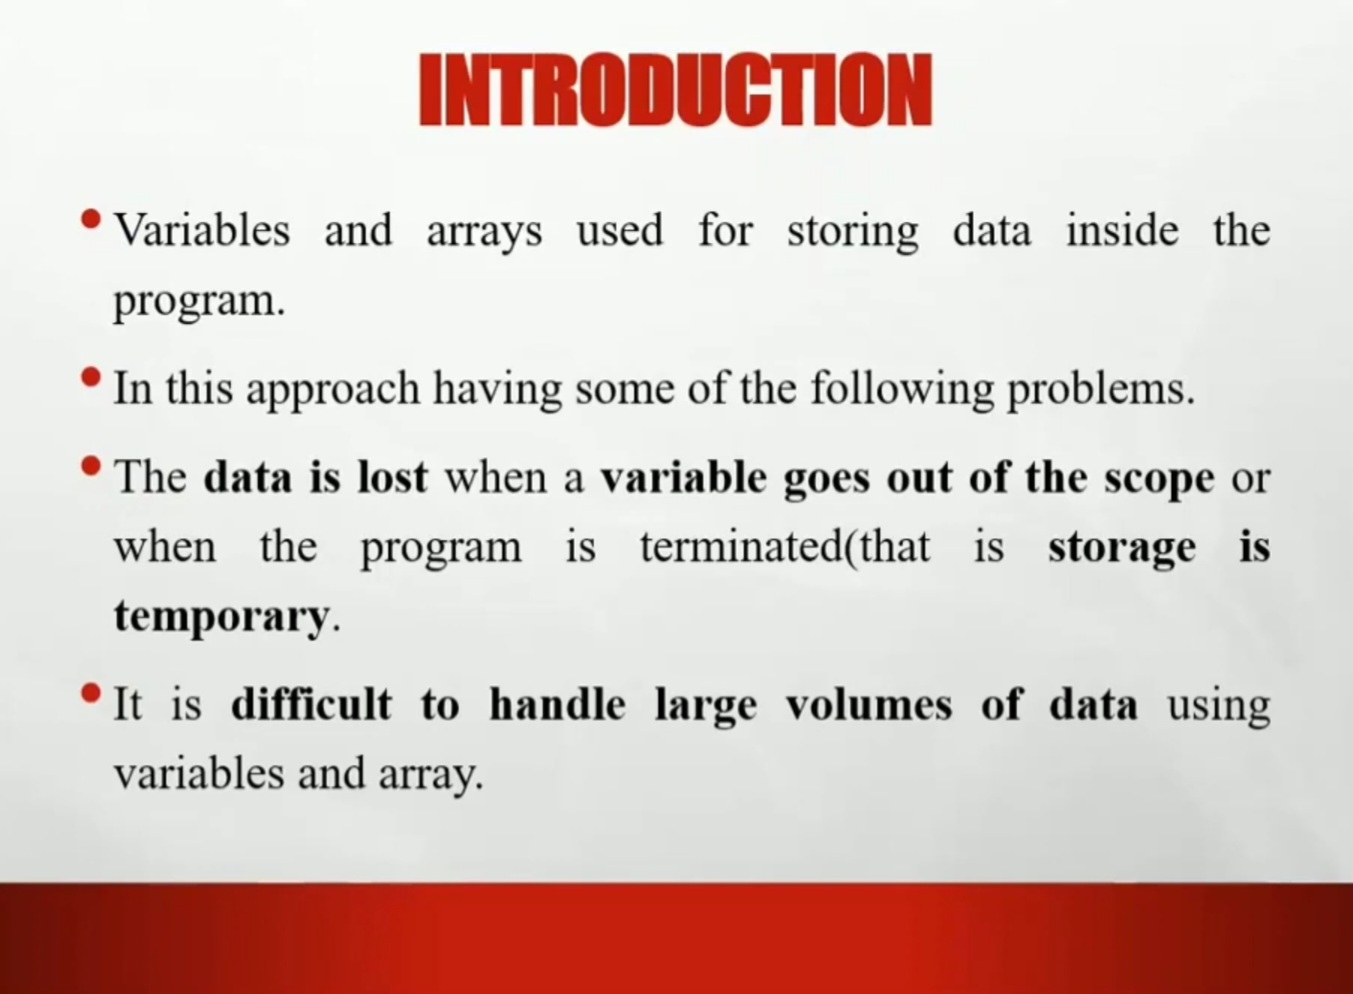 INTRODUCTION
Variables and arrays used for storing data inside the
program.
In this approach having some of the following problems.
The data is lost when a variable goes out of the scope or
when the program is terminated(that is storage is
temporary.
It is difficult to handle large volumes of data using
variables and array.